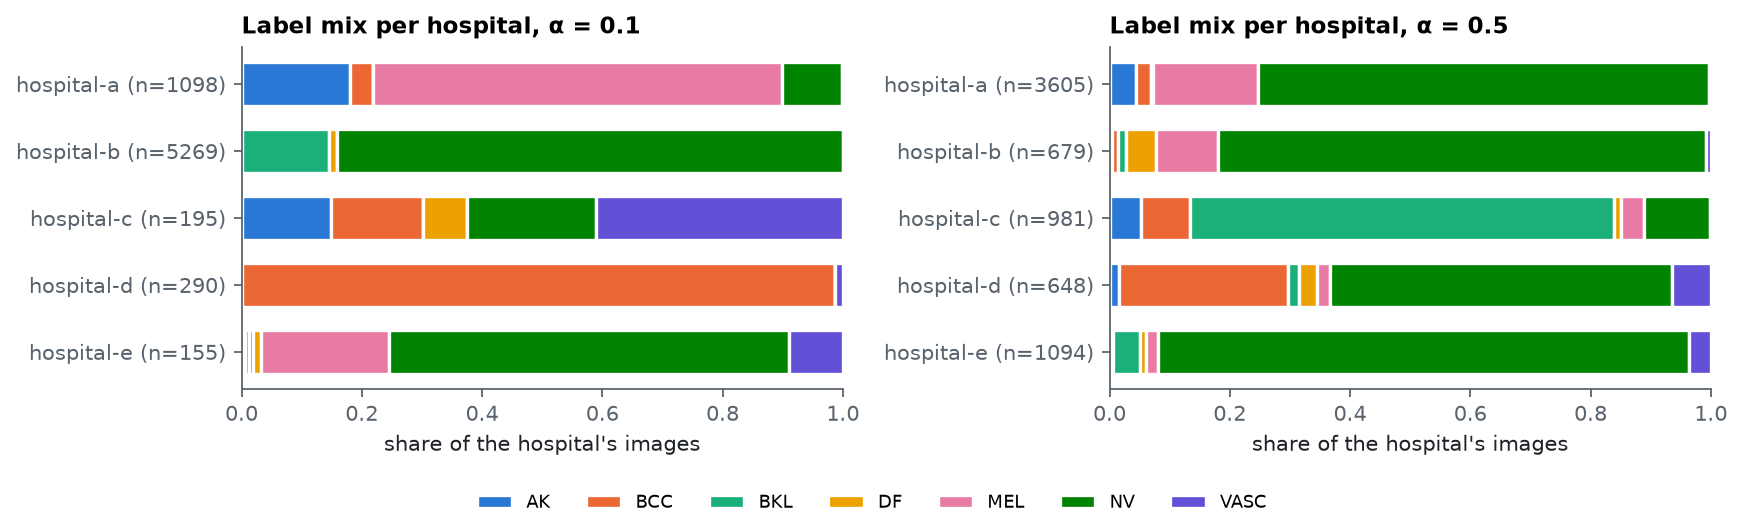 Label mix per hospital, α = 0.1
hospital-a (n=1098)
hospital-b (n=5269)
hospital-c (n=195)
hospital-d (n=290)
hospital-e (n=155)
0.0 0.2 0.4 0.6 0.8 1.0
share of the hospital's images
Label mix per hospital, α = 0.5
hospital-a (n=3605)
hospital-b (n=679)
hospital-c (n=981)
hospital-d (n=648)
hospital-e (n=1094)
0.0 0.2 0.4 0.6 0.8 1.0
share of the hospital's images
AK BCC BKL DF MEL NV VASC